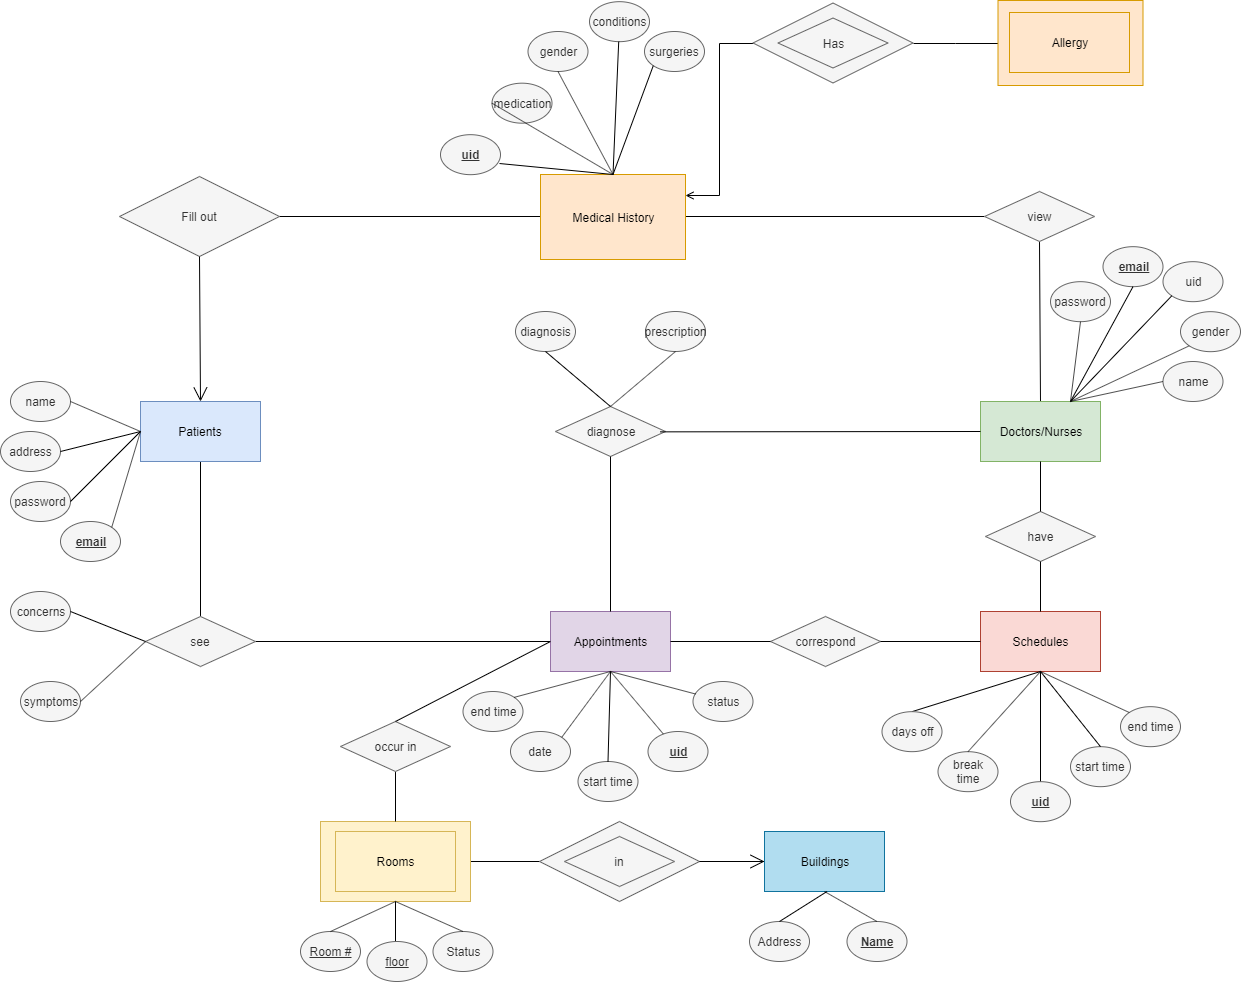 conditions
gender
surgeries
Has
Allergy
medication
uid
Fill out
Medical History
view
email
uid
password
gender
name
diagnosis
prescription
name
address
password
email
Patients
diagnose
Doctors/Nurses
have
concerns
symptoms
see
Appointments
correspond
Schedules
end time
date
start time
uid
status
days off
break
time
uid
start time
end time
occur in
Rooms
in
Buildings
Room #
floor
Status
Address
Name